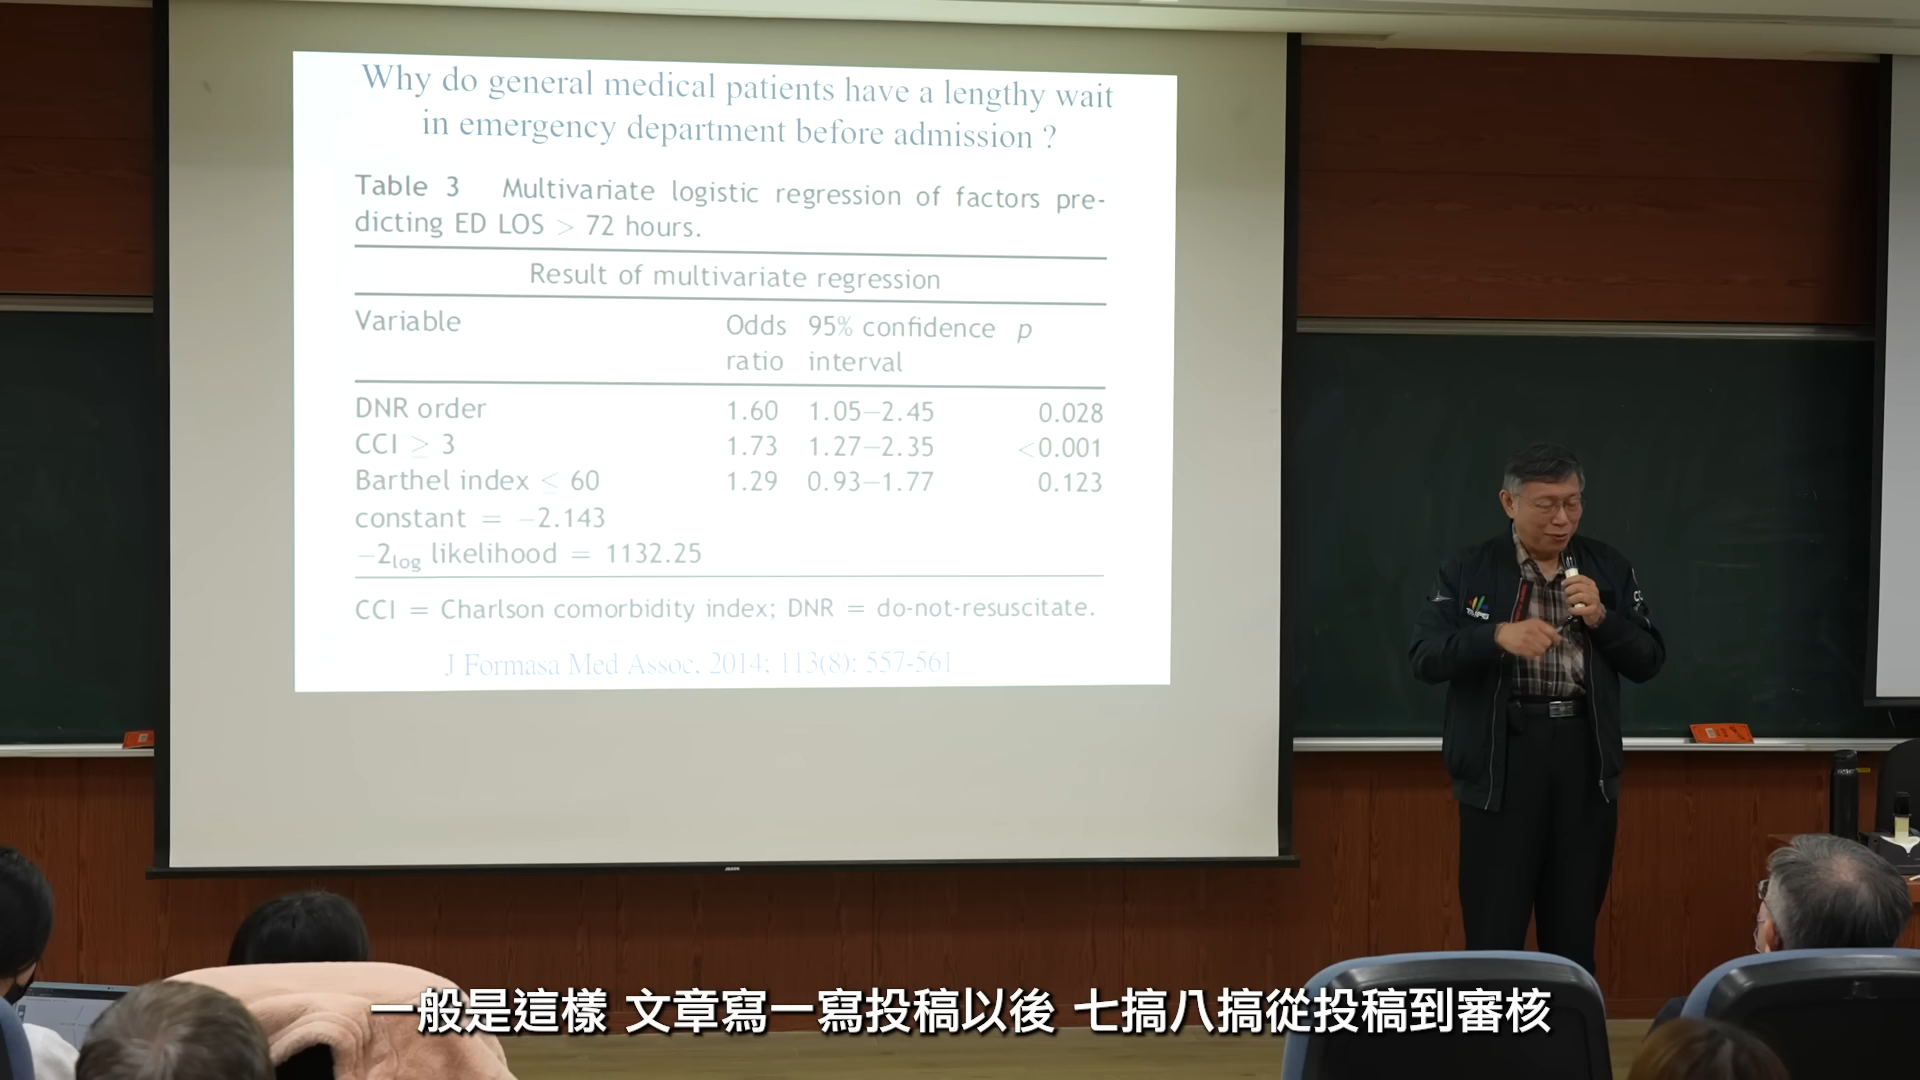 Why do general medical patients have a lengthy wait
in emergency department before admission ?
Table 3 Multivariate logistic regression of factors pre-
dicting ED LOS > 72 hours.
Result of multivariate regression
Variable Odds ratio 95% confidence interval p
DNR order 1.60 1.05–2.45 0.028
CCI ≥ 3 1.73 1.27–2.35 <0.001
Barthel index ≤ 60 1.29 0.93–1.77 0.123
constant = −2.143
−2log likelihood = 1132.25
CCI = Charlson comorbidity index; DNR = do-not-resuscitate.
J Formasa Med Assoc. 2014; 113(8): 557-561
一般是這樣 文章寫一寫投稿以後 七搞八搞從投稿到審核